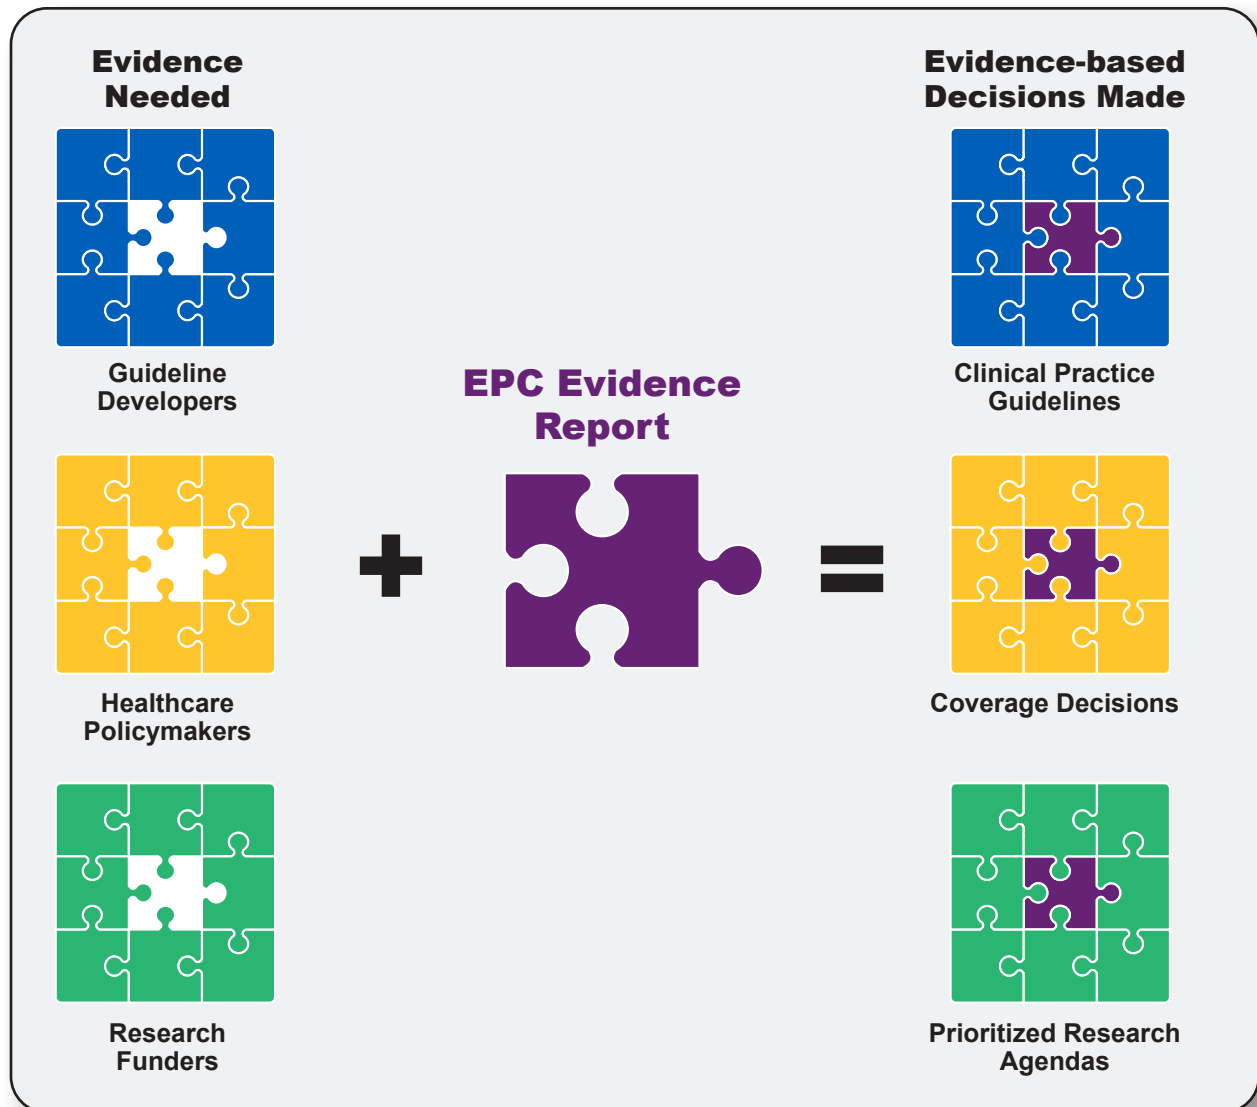 Evidence
Needed
Guideline
Developers
Healthcare
Policymakers
Research
Funders
+
EPC Evidence
Report
=
Evidence-based
Decisions Made
Clinical Practice
Guidelines
Coverage Decisions
Prioritized Research
Agendas